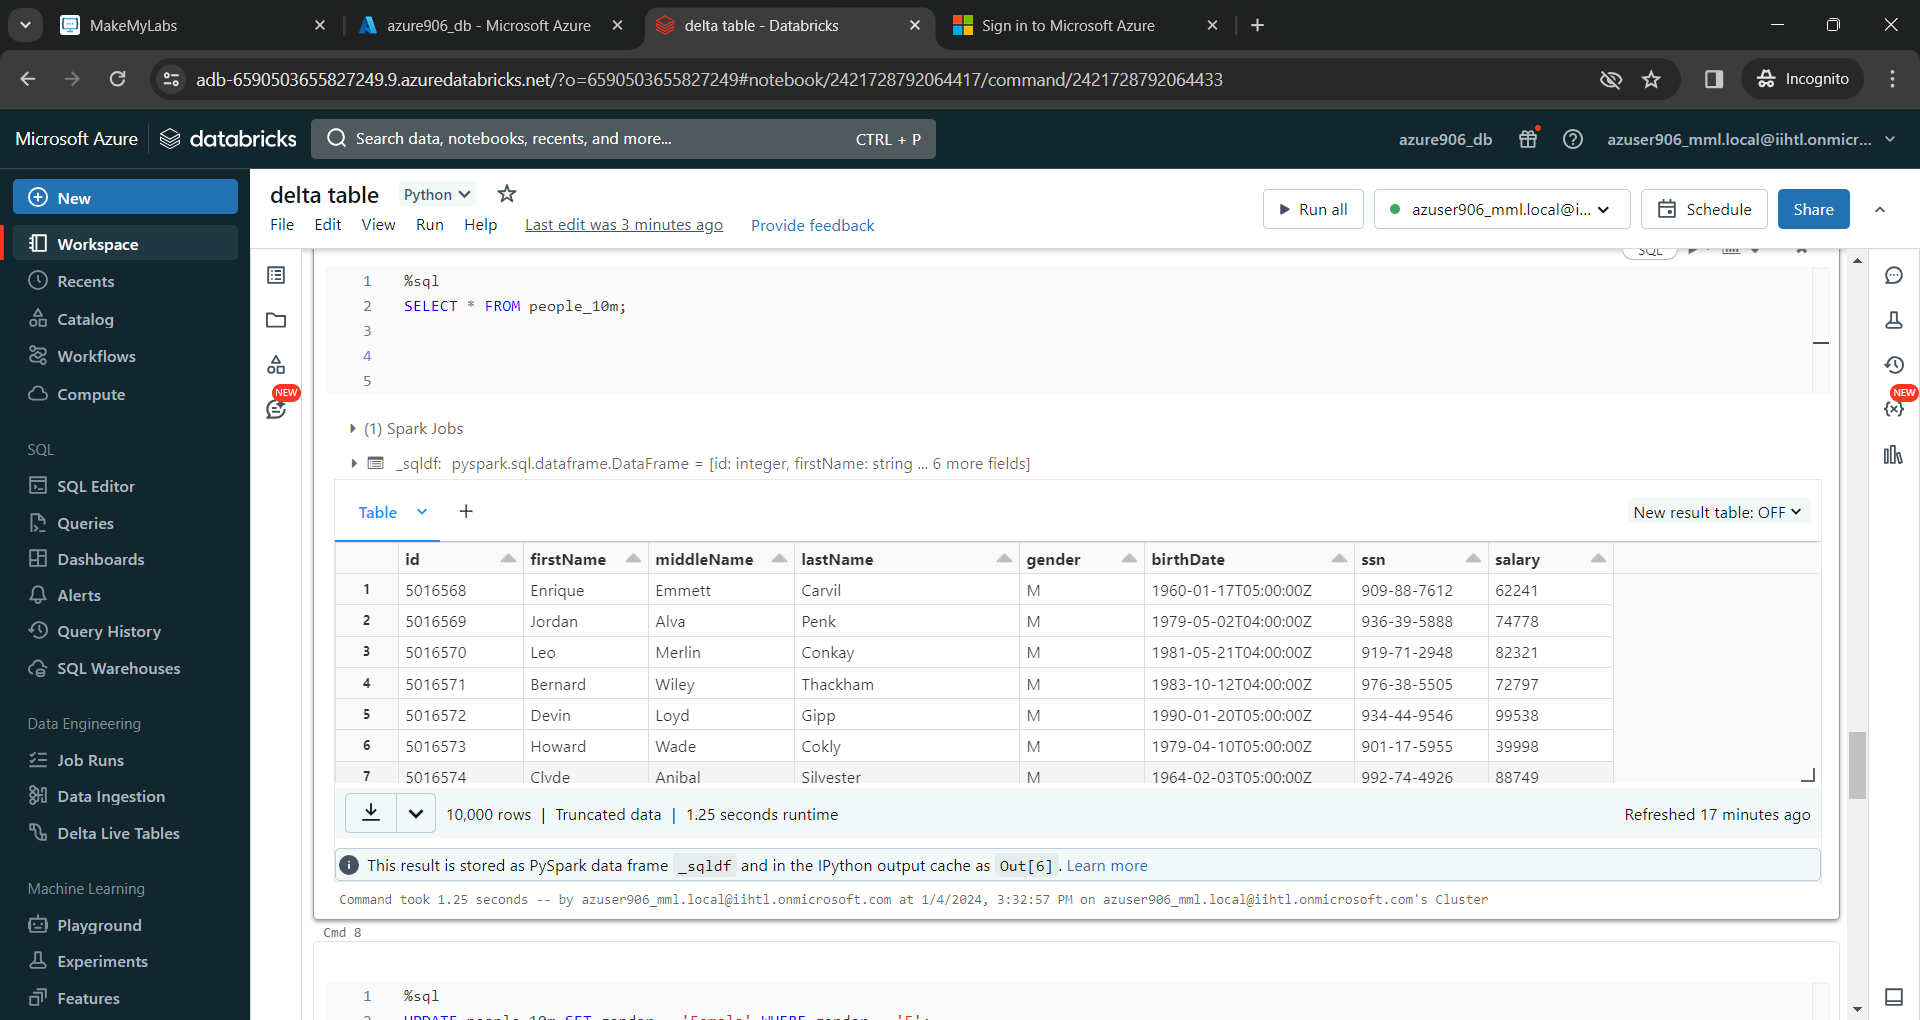 MakeMyLabs
azure906_db - Microsoft Azure
delta table - Databricks
Sign in to Microsoft Azure
adb-6590503655827249.9.azuredatabricks.net/?o=6590503655827249#notebook/2421728792064417/command/2421728792064433
Incognito
Microsoft Azure
databricks
Search data, notebooks, recents, and more...
CTRL + P
azure906_db
azuser906_mml.local@iihtl.onmicr...
New
Workspace
Recents
Catalog
Workflows
Compute
SQL
SQL Editor
Queries
Dashboards
Alerts
Query History
SQL Warehouses
Data Engineering
Job Runs
Data Ingestion
Delta Live Tables
Machine Learning
Playground
Experiments
Features
delta table
Python
File Edit View Run Help Last edit was 3 minutes ago Provide feedback
Run all
azuser906_mml.local@i...
Schedule
Share
NEW
NEW
SQL
1 %sql
2 SELECT * FROM people_10m;
3
4
5
(1) Spark Jobs
_sqldf: pyspark.sql.dataframe.DataFrame = [id: integer, firstName: string ... 6 more fields]
Table
New result table: OFF
id firstName middleName lastName gender birthDate ssn salary
1 5016568 Enrique Emmett Carvil M 1960-01-17T05:00:00Z 909-88-7612 62241
2 5016569 Jordan Alva Penk M 1979-05-02T04:00:00Z 936-39-5888 74778
3 5016570 Leo Merlin Conkay M 1981-05-21T04:00:00Z 919-71-2948 82321
4 5016571 Bernard Wiley Thackham M 1983-10-12T04:00:00Z 976-38-5505 72797
5 5016572 Devin Loyd Gipp M 1990-01-20T05:00:00Z 934-44-9546 99538
6 5016573 Howard Wade Cokly M 1979-04-10T05:00:00Z 901-17-5955 39998
7 5016574 Clyde Anibal Silvester M 1964-02-03T05:00:00Z 992-74-4926 88749
10,000 rows | Truncated data | 1.25 seconds runtime
Refreshed 17 minutes ago
This result is stored as PySpark data frame _sqldf and in the IPython output cache as Out[6]. Learn more
Command took 1.25 seconds -- by azuser906_mml.local@iihtl.onmicrosoft.com at 1/4/2024, 3:32:57 PM on azuser906_mml.local@iihtl.onmicrosoft.com's Cluster
Cmd 8
1 %sql
2 UPDATE people_10m SET gender = 'Female' WHERE gender = 'F';